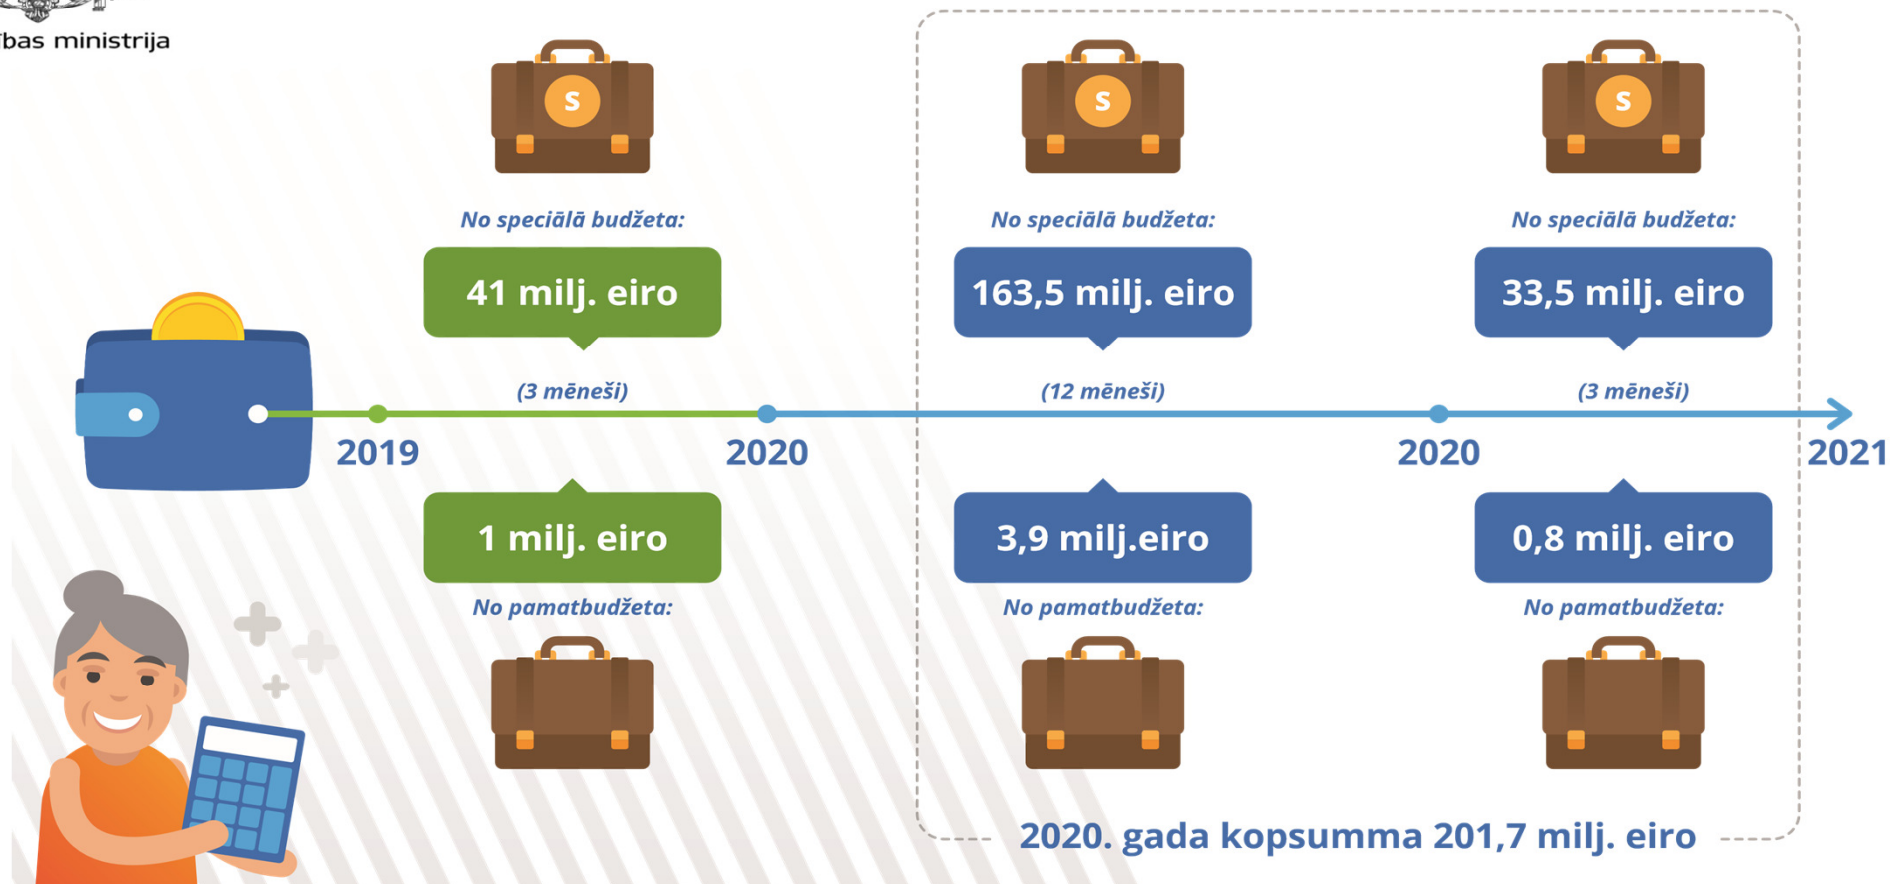 ības ministrija
S
S
S
No speciālā budžeta:
No speciālā budžeta:
No speciālā budžeta:
41 milj. eiro
163,5 milj. eiro
33,5 milj. eiro
(3 mēneši)
(12 mēneši)
(3 mēneši)
2019
2020
2020
2021
1 milj. eiro
3,9 milj.eiro
0,8 milj. eiro
No pamatbudžeta:
No pamatbudžeta:
No pamatbudžeta:
2020. gada kopsumma 201,7 milj. eiro